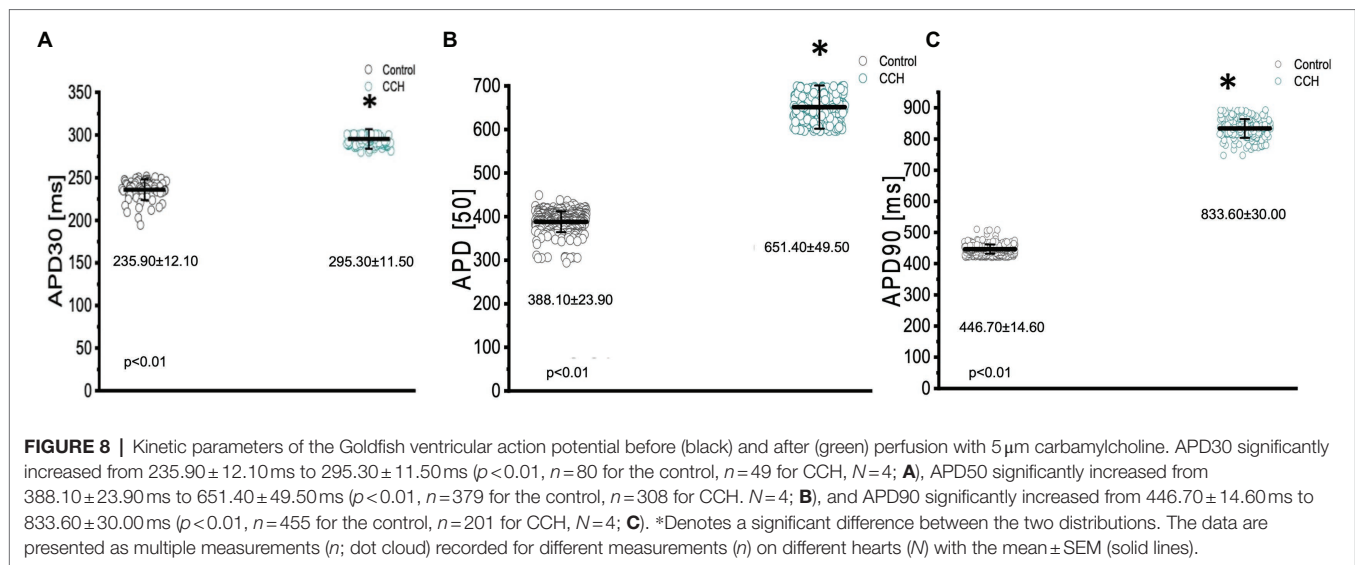 A
Control
CCH
*
350
300
250
200
150
100
50
0
APD30 [ms]
235.90±12.10
295.30±11.50
p<0.01
B
Control
CCH
*
700
600
500
400
300
200
100
0
APD [50]
388.10±23.90
651.40±49.50
p<0.01
C
Control
CCH
*
900
800
700
600
500
400
300
200
100
0
APD90 [ms]
446.70±14.60
833.60±30.00
p<0.01
FIGURE 8 | Kinetic parameters of the Goldfish ventricular action potential before (black) and after (green) perfusion with 5 μm carbamylcholine. APD30 significantly
increased from 235.90 ± 12.10 ms to 295.30 ± 11.50 ms (p < 0.01, n = 80 for the control, n = 49 for CCH, N = 4; A), APD50 significantly increased from
388.10 ± 23.90 ms to 651.40 ± 49.50 ms (p < 0.01, n = 379 for the control, n = 308 for CCH. N = 4; B), and APD90 significantly increased from 446.70 ± 14.60 ms to
833.60 ± 30.00 ms (p < 0.01, n = 455 for the control, n = 201 for CCH, N = 4; C). *Denotes a significant difference between the two distributions. The data are
presented as multiple measurements (n; dot cloud) recorded for different measurements (n) on different hearts (N) with the mean ± SEM (solid lines).